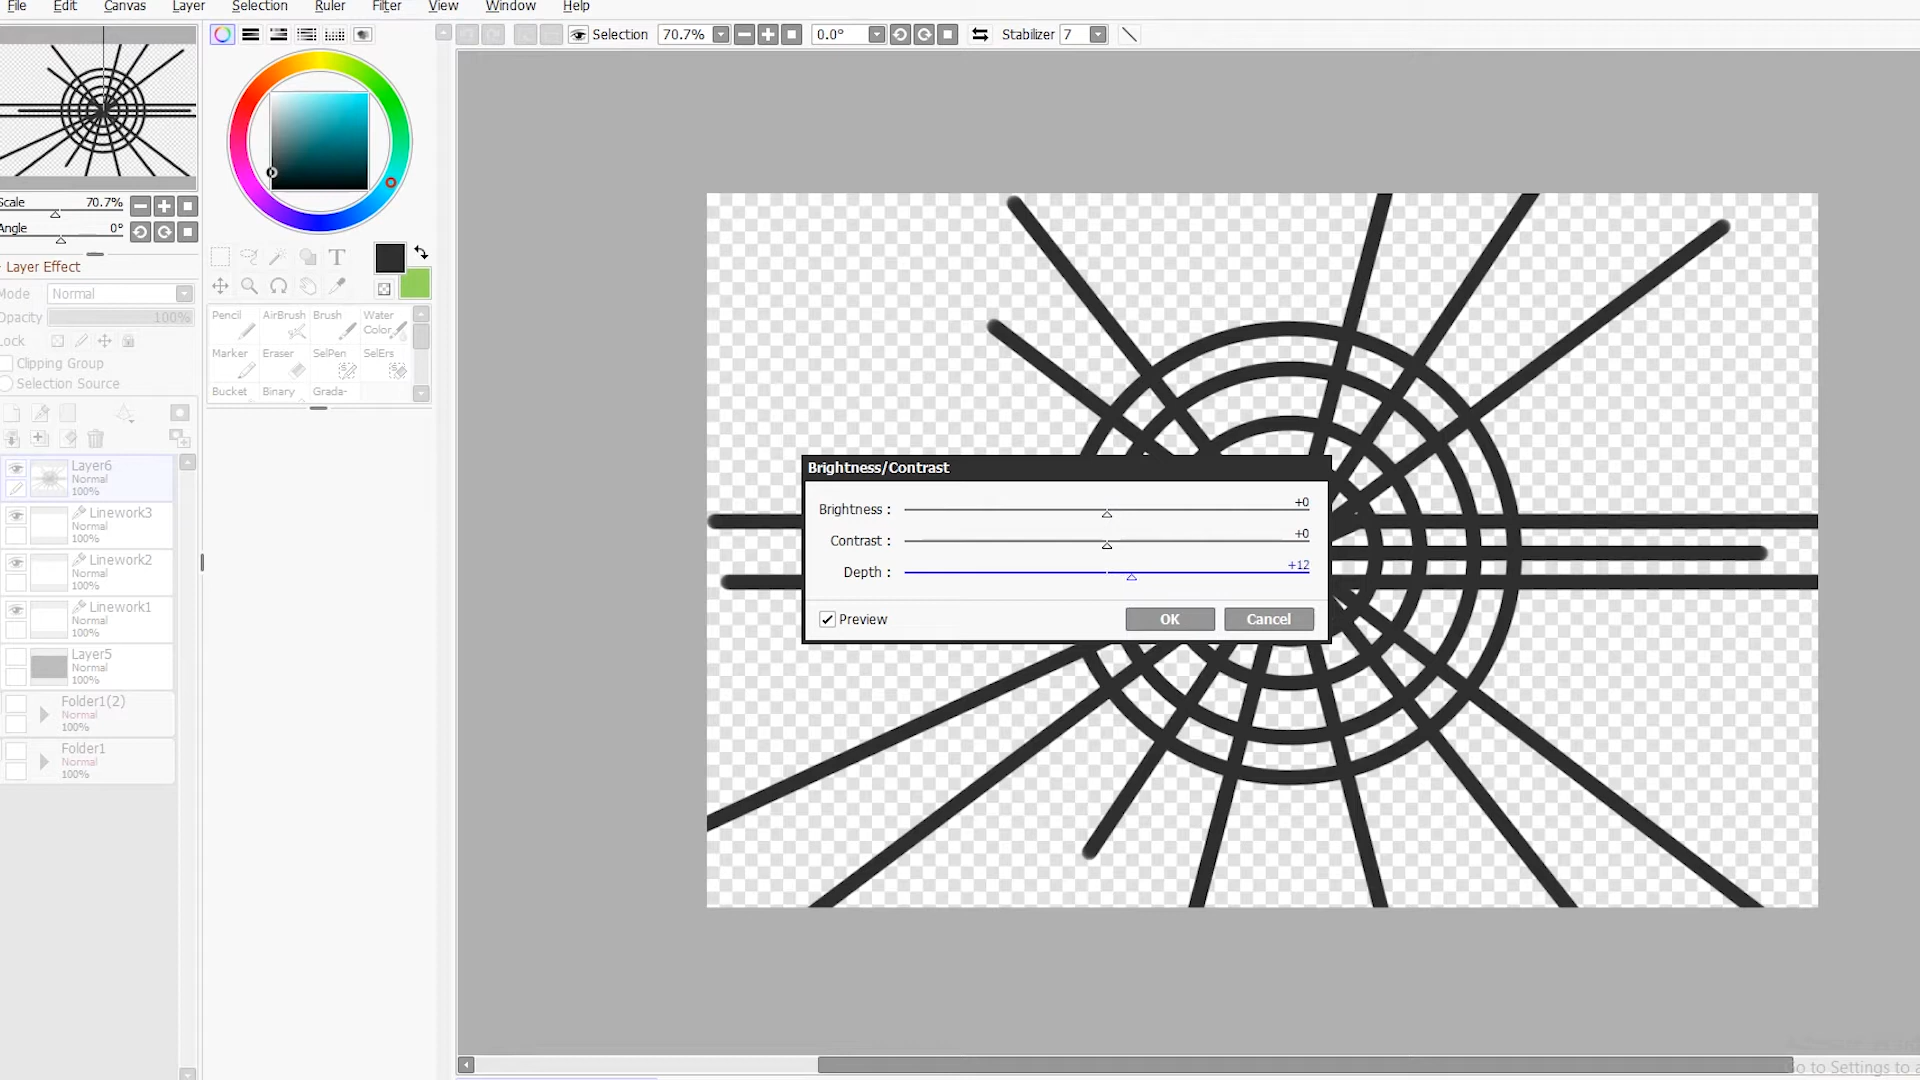 File Edit Canvas Layer Selection Ruler Filter View Window Help
Selection 70.7% 0.0° Stabilizer 7
Scale 70.7%
Angle 0°
Layer Effect
Mode Normal
Opacity 100%
Lock
Clipping Group
Selection Source
Pencil AirBrush Brush Water Color
Marker Eraser SelPen SelErs
Bucket Binary Grada-
T
Layer6
Normal
100%
Linework3
Normal
100%
Linework2
Normal
100%
Linework1
Normal
100%
Layer5
Normal
100%
Folder1(2)
Normal
100%
Folder1
Normal
100%
Brightness/Contrast
Brightness : +0
Contrast : +0
Depth : +12
Preview OK Cancel
to Settings to a